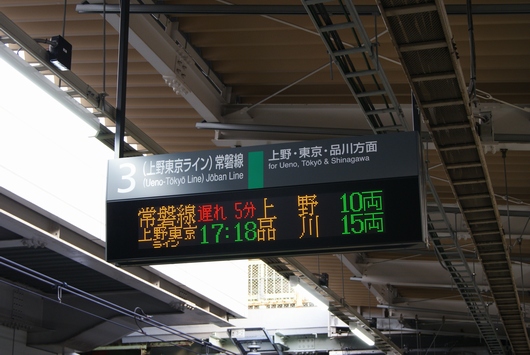 3 (上野東京ライン) 常磐線
(Ueno-Tōkyō Line) Jōban Line
上野・東京・品川方面
for Ueno, Tōkyō & Shinagawa
常磐線 遅れ 5分 上野 10両
上野東京ライン 17:18 品川 15両